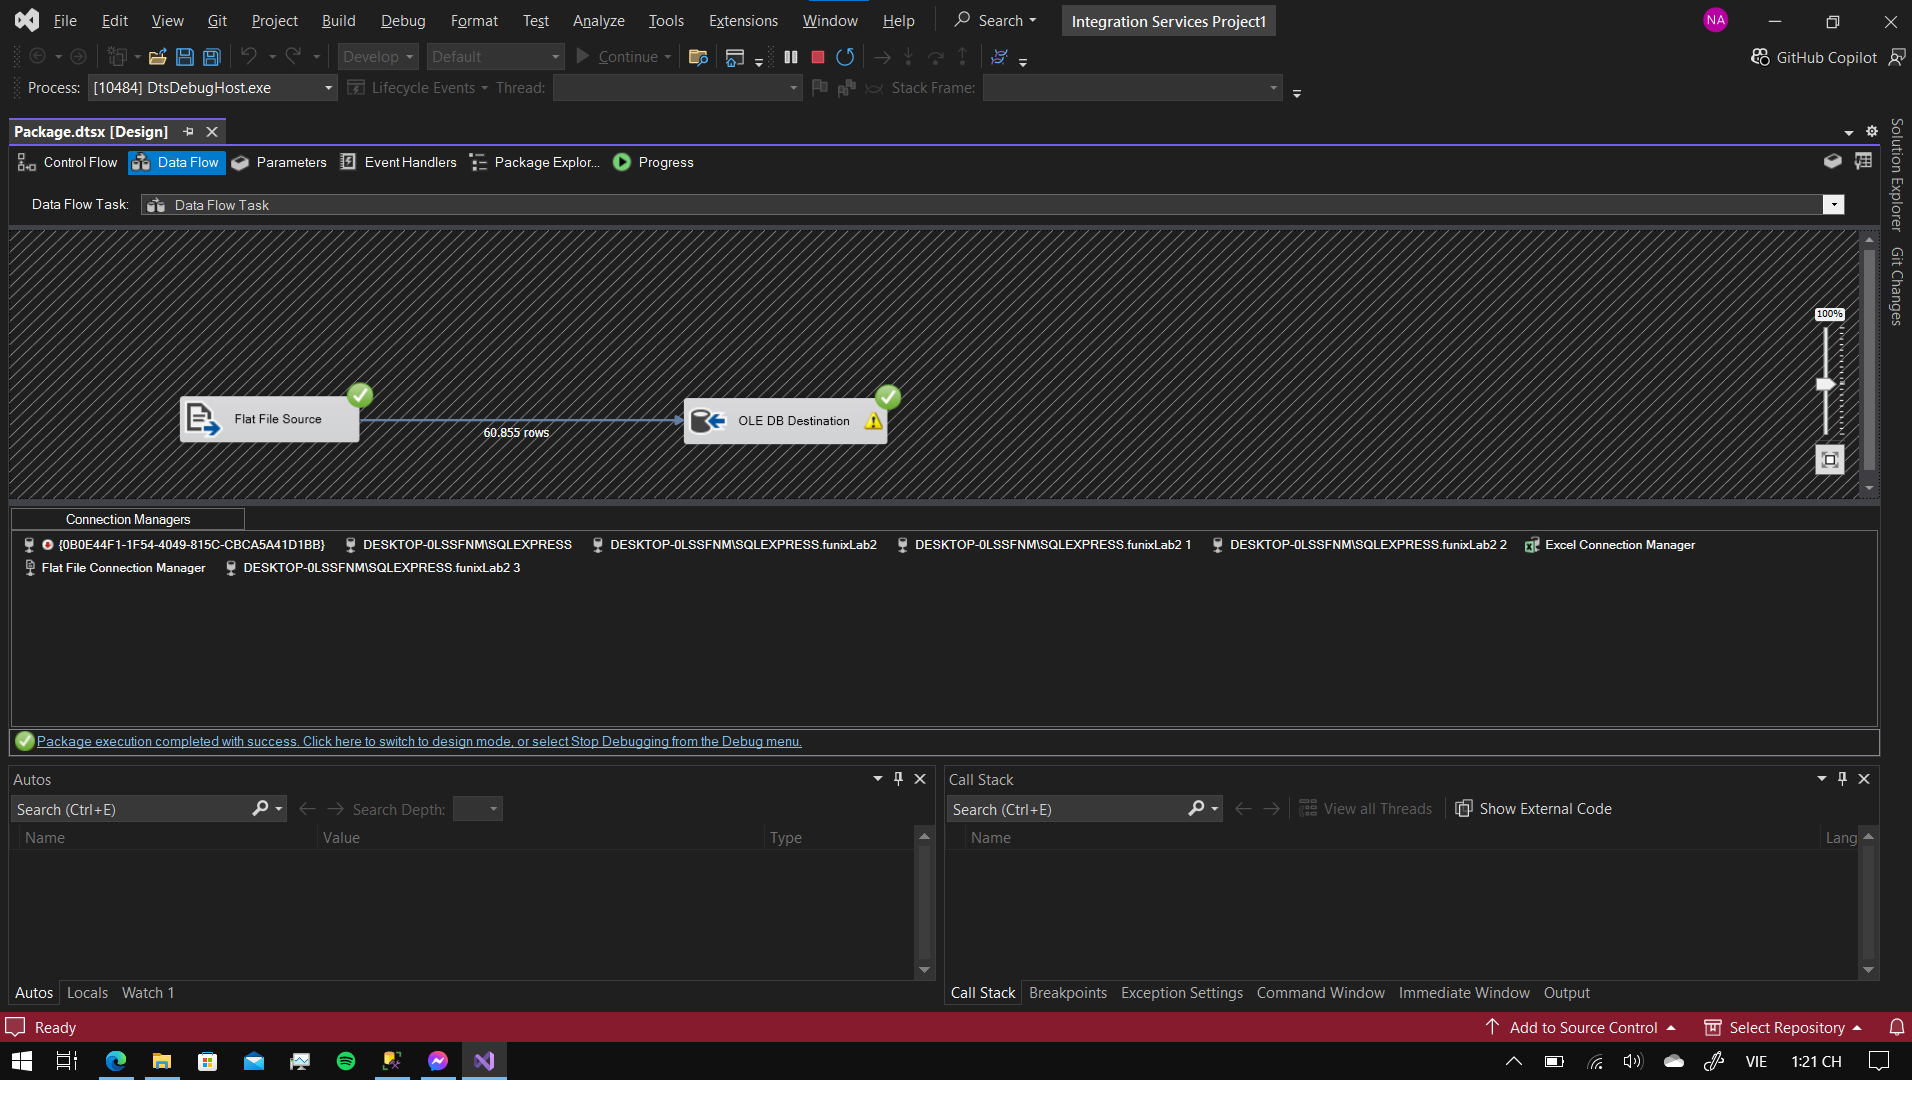 File Edit View Git Project Build Debug Format Test Analyze Tools Extensions Window Help Search Integration Services Project1 NA
Develop Default Continue GitHub Copilot
Process: [10484] DtsDebugHost.exe Lifecycle Events Thread: Stack Frame:
Package.dtsx [Design]
Control Flow Data Flow Parameters Event Handlers Package Explor... Progress
Data Flow Task: Data Flow Task
Solution Explorer
Git Changes
100%
Flat File Source
60.855 rows
OLE DB Destination
Connection Managers
{0B0E44F1-1F54-4049-815C-CBCA5A41D1BB} DESKTOP-0LSSFNM\SQLEXPRESS DESKTOP-0LSSFNM\SQLEXPRESS.funixLab2 DESKTOP-0LSSFNM\SQLEXPRESS.funixLab2 1 DESKTOP-0LSSFNM\SQLEXPRESS.funixLab2 2 Excel Connection Manager
Flat File Connection Manager DESKTOP-0LSSFNM\SQLEXPRESS.funixLab2 3
Package execution completed with success. Click here to switch to design mode, or select Stop Debugging from the Debug menu.
Autos
Search (Ctrl+E) Search Depth:
Name Value Type
Autos Locals Watch 1
Call Stack
Search (Ctrl+E) View all Threads Show External Code
Name Lang
Call Stack Breakpoints Exception Settings Command Window Immediate Window Output
Ready Add to Source Control Select Repository
VIE 1:21 CH